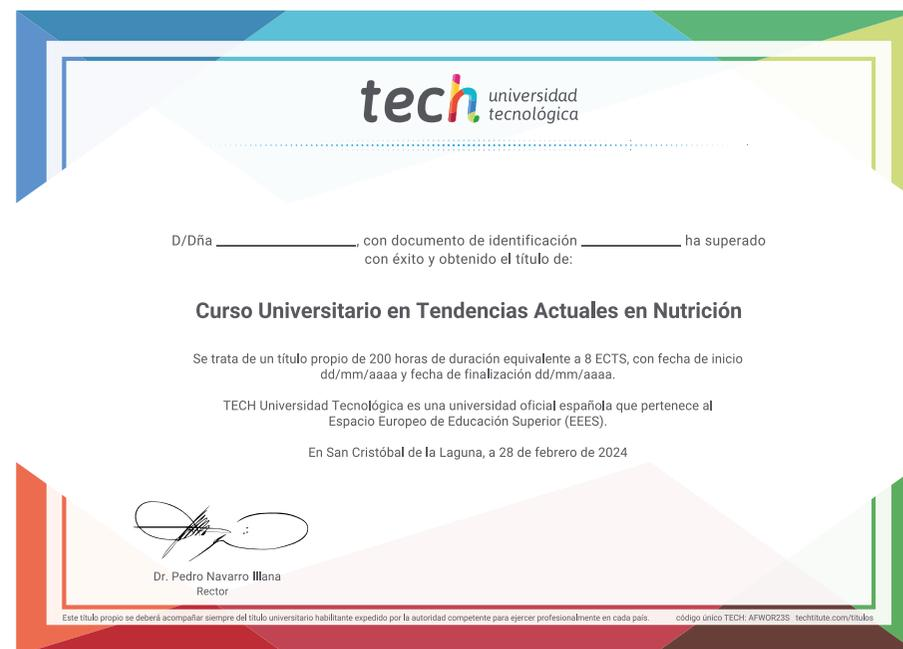 tech universidad
tecnológica
D/Dña ____________________, con documento de identificación ______________ ha superado
con éxito y obtenido el título de:
Curso Universitario en Tendencias Actuales en Nutrición
Se trata de un título propio de 200 horas de duración equivalente a 8 ECTS, con fecha de inicio
dd/mm/aaaa y fecha de finalización dd/mm/aaaa.
TECH Universidad Tecnológica es una universidad oficial española que pertenece al
Espacio Europeo de Educación Superior (EEES).
En San Cristóbal de la Laguna, a 28 de febrero de 2024
Dr. Pedro Navarro Illana
Rector
Este título propio se deberá acompañar siempre del título universitario habilitante expedido por la autoridad competente para ejercer profesionalmente en cada país. código único TECH: AFWOR23S techtitute.com/titulos